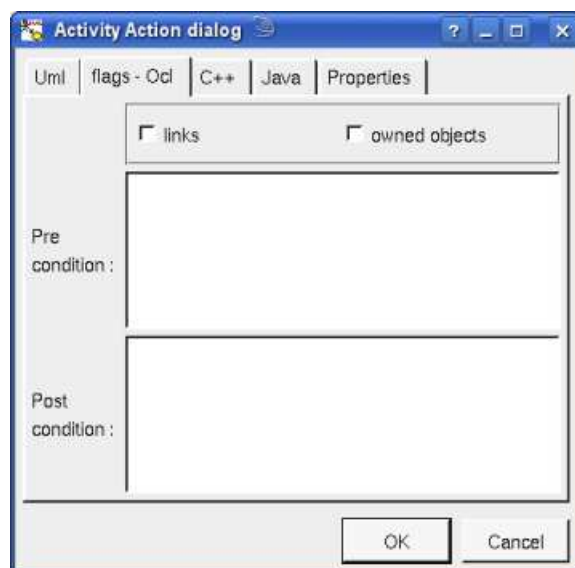 Activity Action dialog
?
Uml flags - Ocl C++ Java Properties
links owned objects
Pre
condition :
Post
condition :
OK Cancel